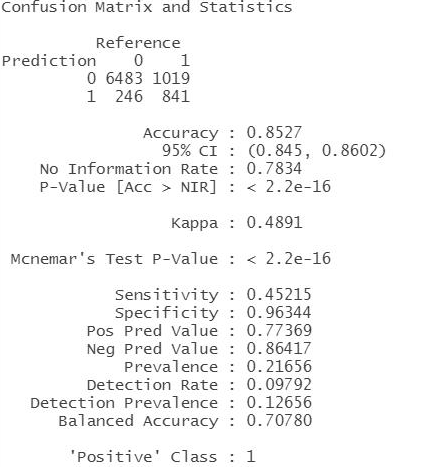 Confusion Matrix and Statistics
Reference
Prediction 0 1
0 6483 1019
1 246 841
Accuracy : 0.8527
95% CI : (0.845, 0.8602)
No Information Rate : 0.7834
P-Value [Acc > NIR] : < 2.2e-16
Kappa : 0.4891
Mcnemar's Test P-Value : < 2.2e-16
Sensitivity : 0.45215
Specificity : 0.96344
Pos Pred Value : 0.77369
Neg Pred Value : 0.86417
Prevalence : 0.21656
Detection Rate : 0.09792
Detection Prevalence : 0.12656
Balanced Accuracy : 0.70780
'Positive' Class : 1